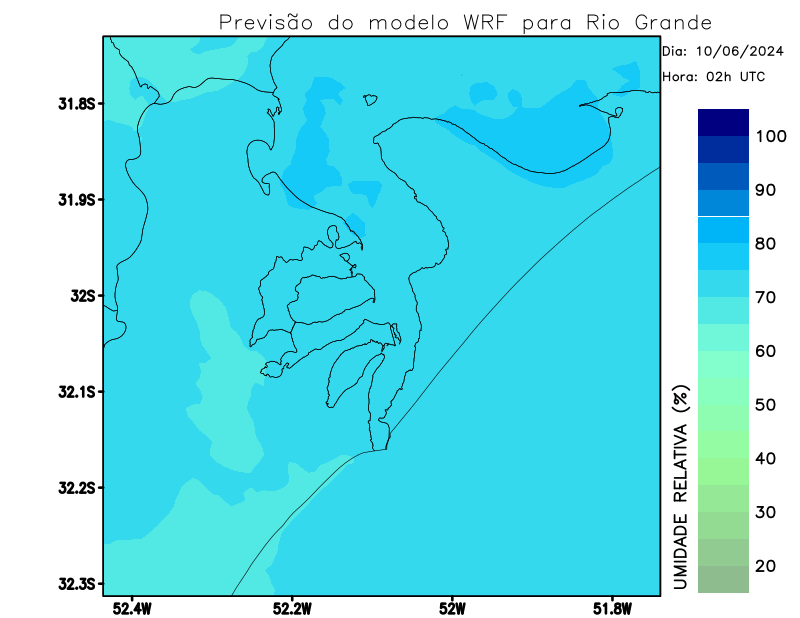 Previsão do modelo WRF para Rio Grande
Dia: 10/06/2024
Hora: 02h UTC
31.8S
31.9S
32S
32.1S
32.2S
32.3S
52.4W
52.2W
52W
51.8W
100
90
80
70
60
50
40
30
20
UMIDADE RELATIVA (%)